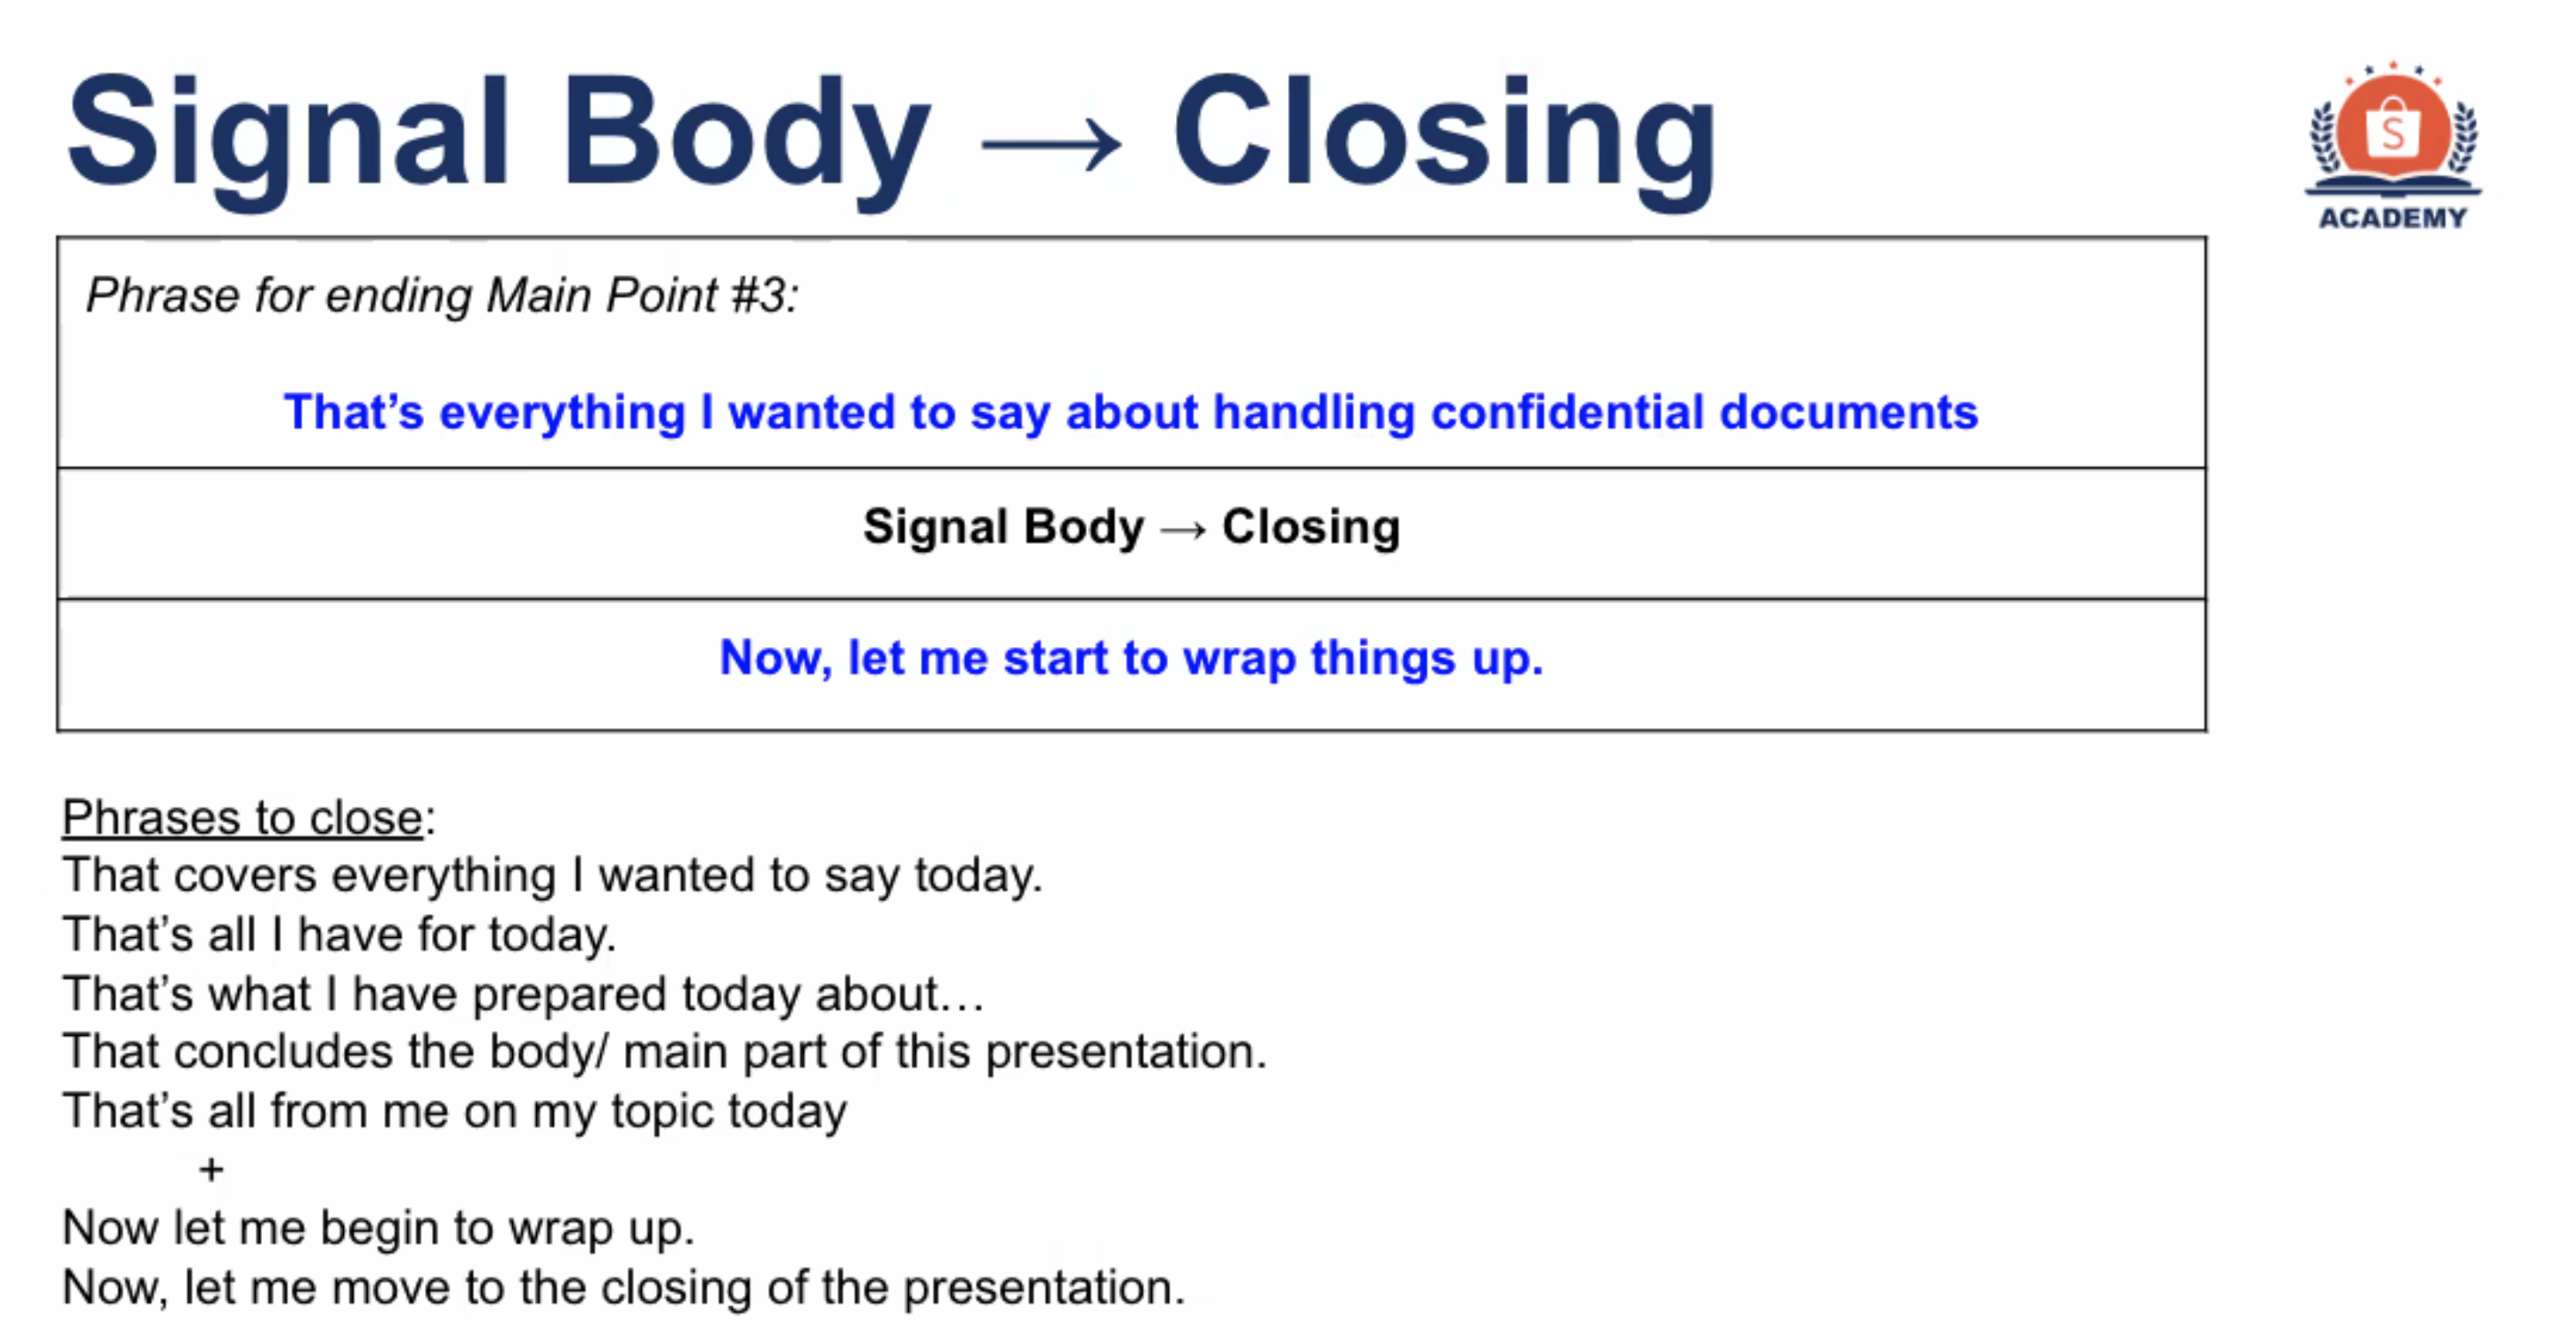 Signal Body → Closing
S
ACADEMY
Phrase for ending Main Point #3:
That’s everything I wanted to say about handling confidential documents
Signal Body → Closing
Now, let me start to wrap things up.
Phrases to close:
That covers everything I wanted to say today.
That’s all I have for today.
That’s what I have prepared today about…
That concludes the body/ main part of this presentation.
That’s all from me on my topic today
+
Now let me begin to wrap up.
Now, let me move to the closing of the presentation.